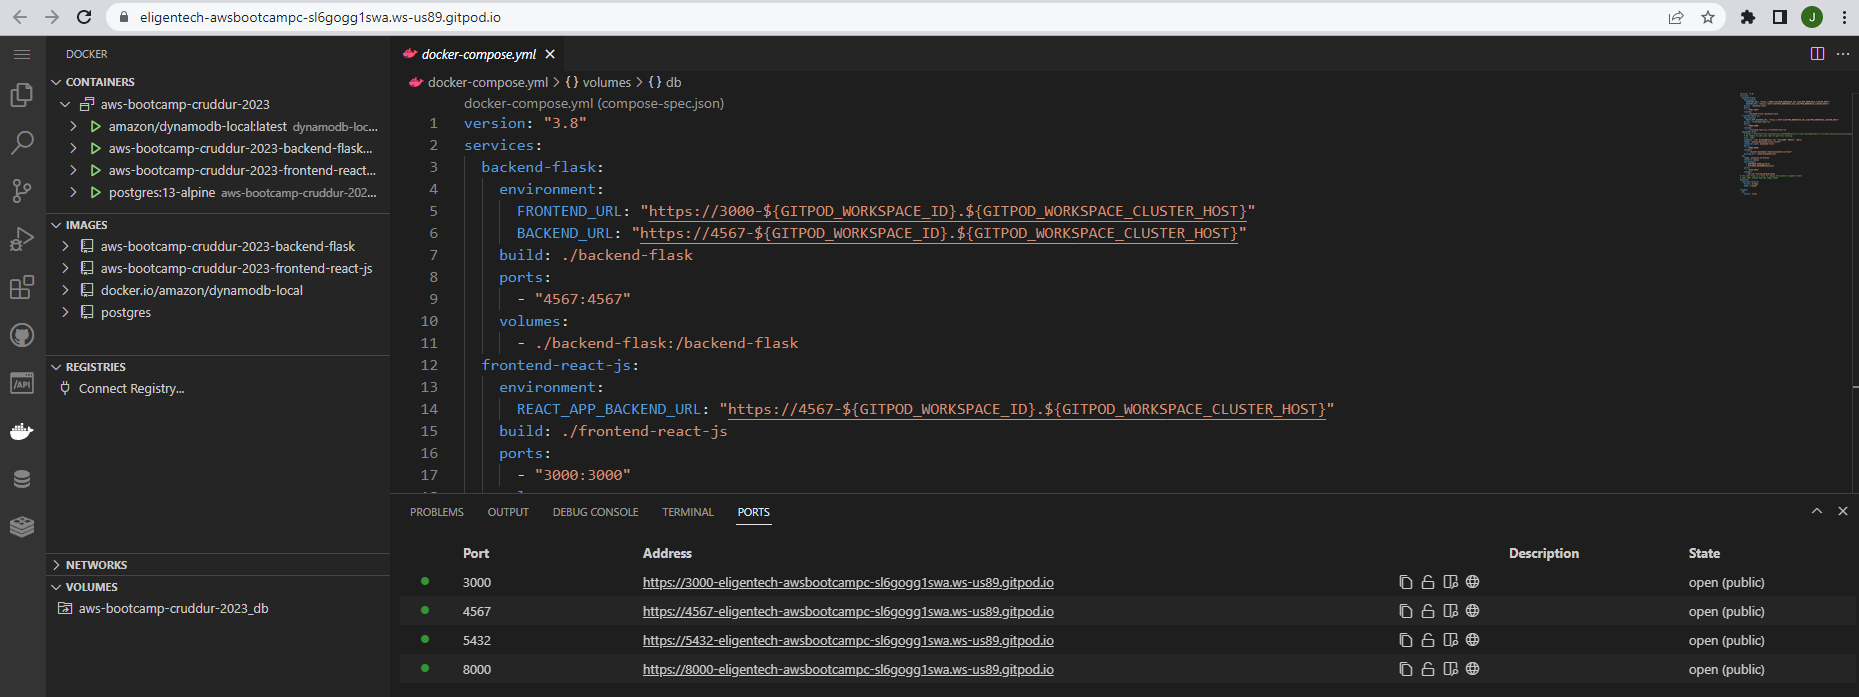 eligentech-awsbootcampc-sl6gogg1swa.ws-us89.gitpod.io
J
DOCKER
CONTAINERS
aws-bootcamp-cruddur-2023
amazon/dynamodb-local:latest dynamodb-loc...
aws-bootcamp-cruddur-2023-backend-flask...
aws-bootcamp-cruddur-2023-frontend-react...
postgres:13-alpine aws-bootcamp-cruddur-202...
IMAGES
aws-bootcamp-cruddur-2023-backend-flask
aws-bootcamp-cruddur-2023-frontend-react-js
docker.io/amazon/dynamodb-local
postgres
REGISTRIES
Connect Registry...
NETWORKS
VOLUMES
aws-bootcamp-cruddur-2023_db
/API
docker-compose.yml
docker-compose.yml > {} volumes > {} db
docker-compose.yml (compose-spec.json)
1 version: "3.8"
2 services:
3 backend-flask:
4 environment:
5 FRONTEND_URL: "https://3000-${GITPOD_WORKSPACE_ID}.${GITPOD_WORKSPACE_CLUSTER_HOST}"
6 BACKEND_URL: "https://4567-${GITPOD_WORKSPACE_ID}.${GITPOD_WORKSPACE_CLUSTER_HOST}"
7 build: ./backend-flask
8 ports:
9 - "4567:4567"
10 volumes:
11 - ./backend-flask:/backend-flask
12 frontend-react-js:
13 environment:
14 REACT_APP_BACKEND_URL: "https://4567-${GITPOD_WORKSPACE_ID}.${GITPOD_WORKSPACE_CLUSTER_HOST}"
15 build: ./frontend-react-js
16 ports:
17 - "3000:3000"
PROBLEMS OUTPUT DEBUG CONSOLE TERMINAL PORTS
Port Address Description State
3000 https://3000-eligentech-awsbootcampc-sl6gogg1swa.ws-us89.gitpod.io open (public)
4567 https://4567-eligentech-awsbootcampc-sl6gogg1swa.ws-us89.gitpod.io open (public)
5432 https://5432-eligentech-awsbootcampc-sl6gogg1swa.ws-us89.gitpod.io open (public)
8000 https://8000-eligentech-awsbootcampc-sl6gogg1swa.ws-us89.gitpod.io open (public)